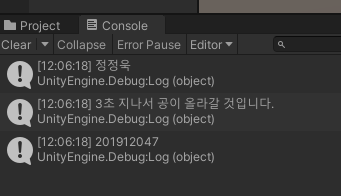 Project Console
Clear Collapse Error Pause Editor
[12:06:18] 정정욱
UnityEngine.Debug:Log (object)
[12:06:18] 3초 지나서 공이 올라갈 것입니다.
UnityEngine.Debug:Log (object)
[12:06:18] 201912047
UnityEngine.Debug:Log (object)